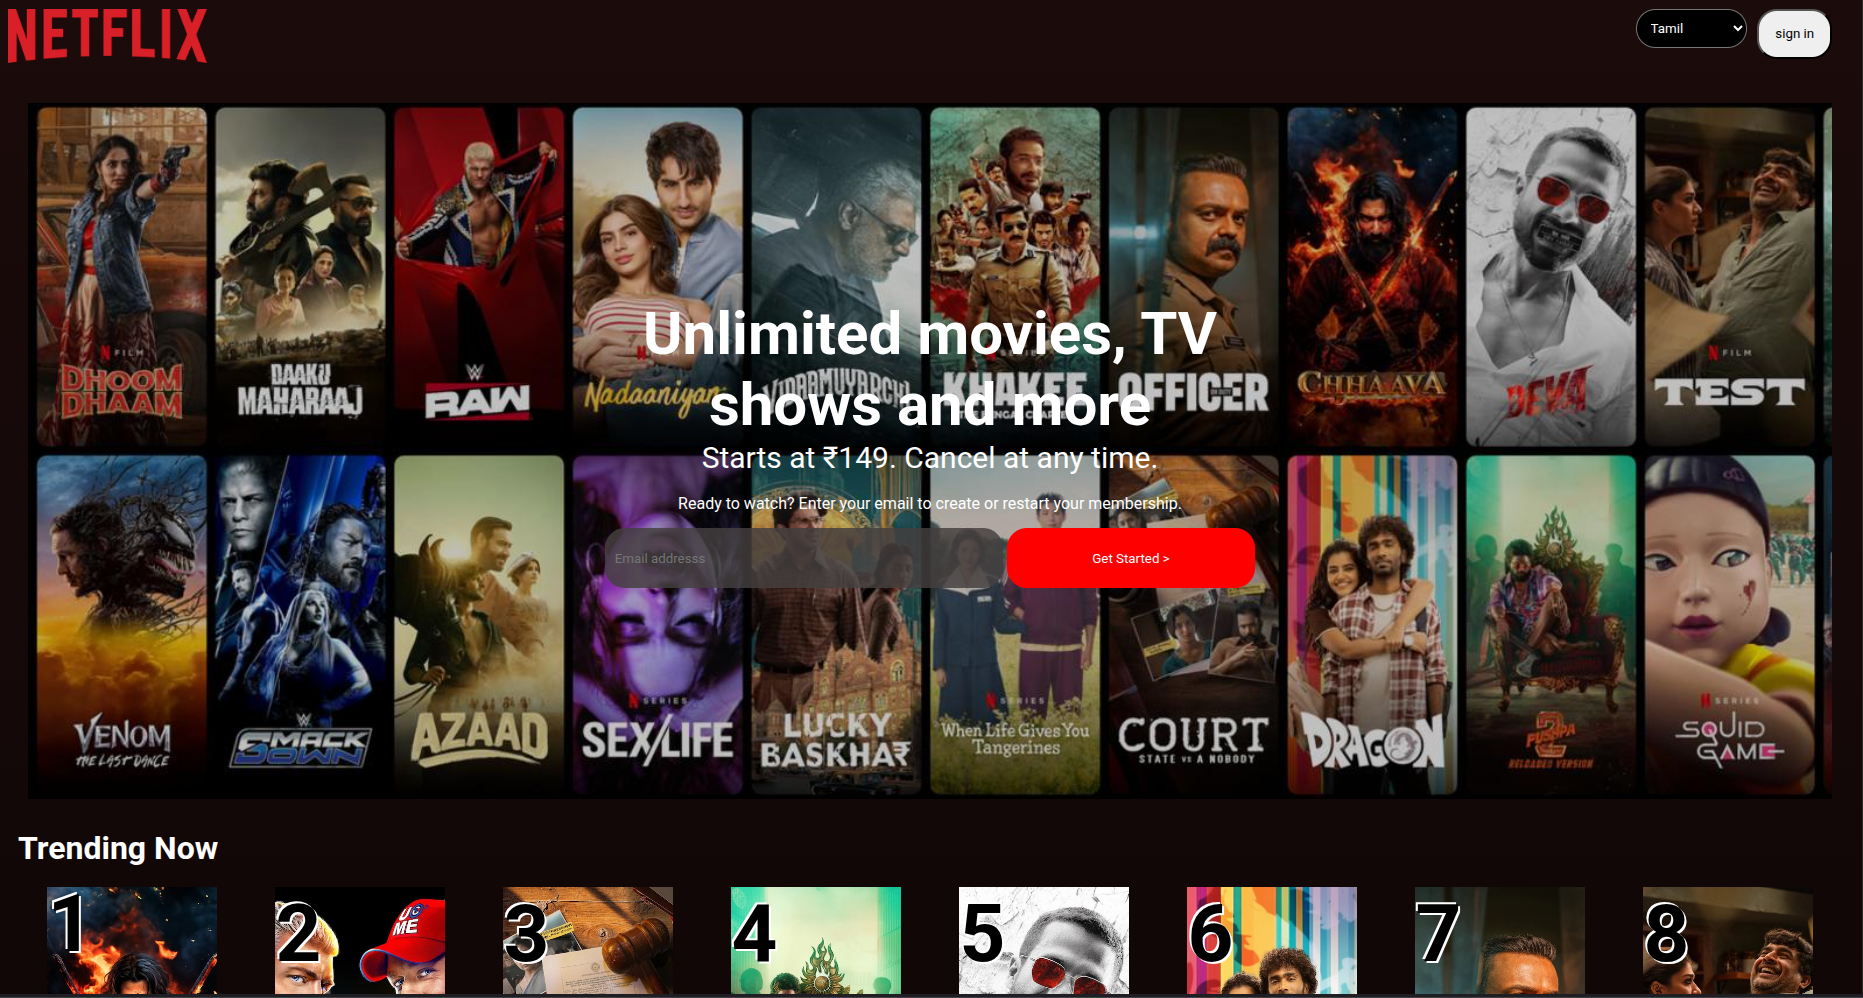 NETFLIX
Tamil
sign in
N FILM
DHOOM
DHAAM
DAAKU
MAHARAAJ
W
RAW
Nadaaniyan
VIDAAMUYARCHI
KHAKEE
OFFICER
ON DUTY
CHHAAVA
DEVA
N FILM
TEST
Unlimited movies, TV
shows and more
Starts at ₹149. Cancel at any time.
Ready to watch? Enter your email to create or restart your membership.
Email addresss
Get Started >
VENOM
THE LAST DANCE
W
SMACK
DOWN
AZAAD
N SERIES
SEX/LIFE
LUCKY
BASKHA₹
N SERIES
When Life Gives You
Tangerines
COURT
STATE vs A NOBODY
DRAGON
PUSHPA
2
RELOADED VERSION
N SERIES
SQUID
GAME
Trending Now
1
2
U C
ME
3
4
5
6
7
8